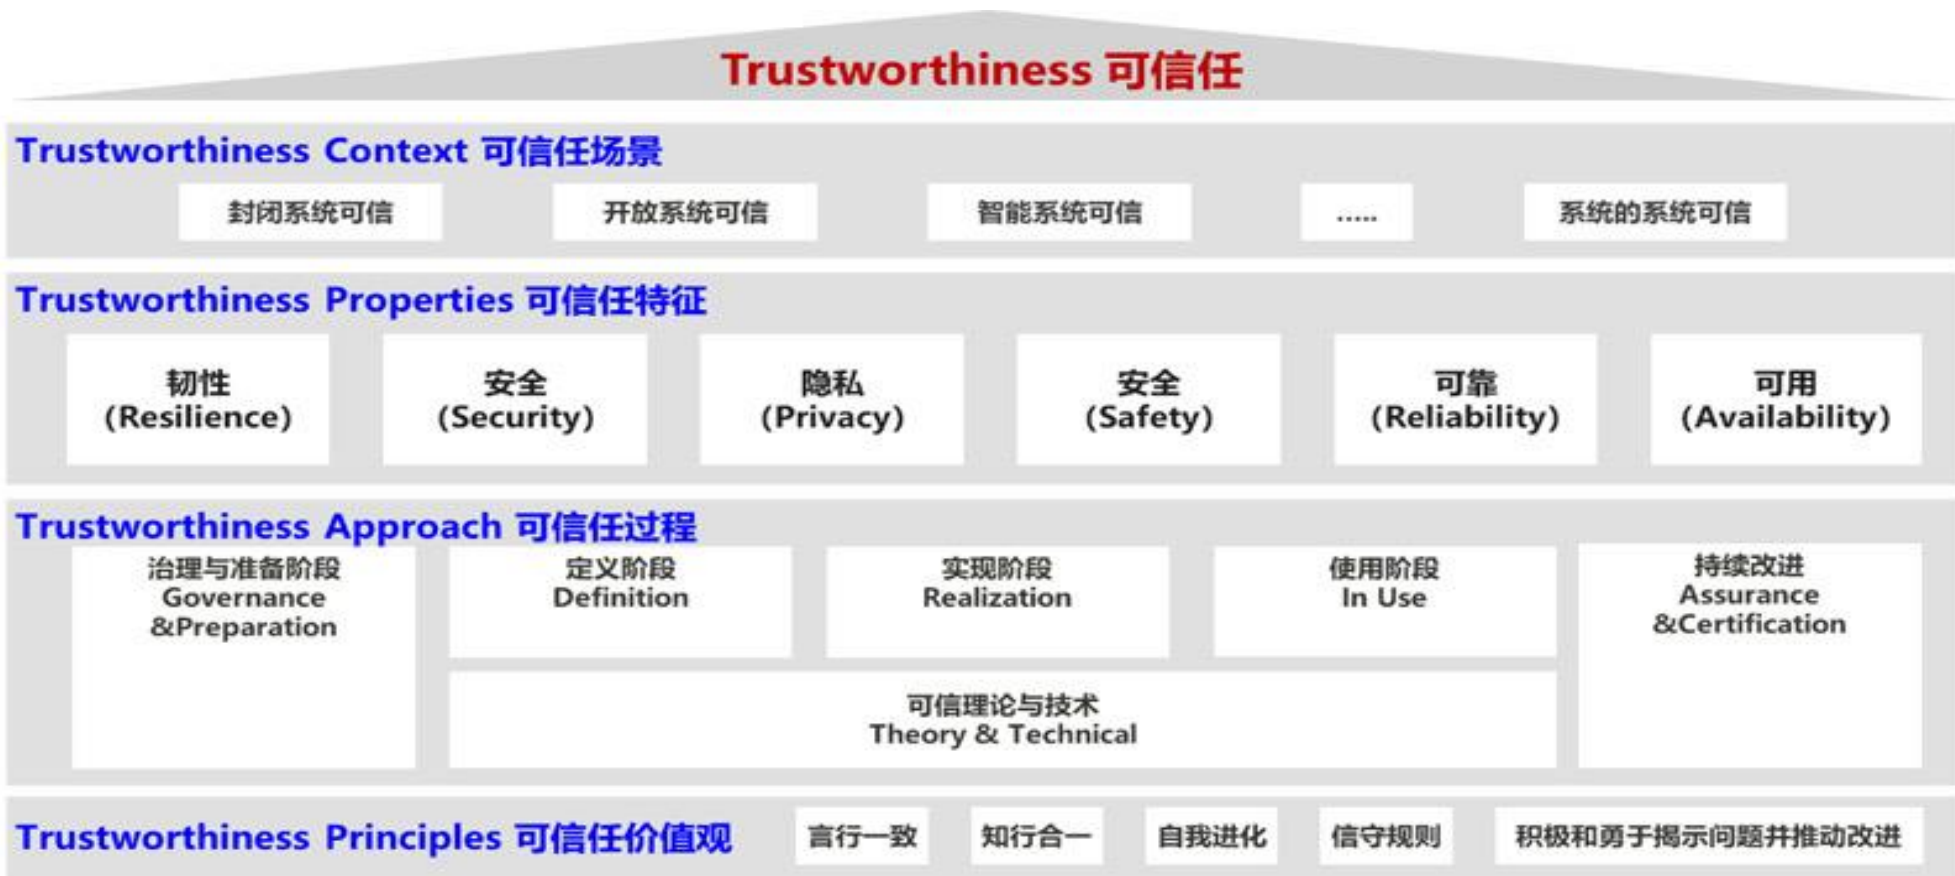 Trustworthiness 可信任
Trustworthiness Context 可信任场景
封闭系统可信
开放系统可信
智能系统可信
.....
系统的系统可信
Trustworthiness Properties 可信任特征
韧性
(Resilience)
安全
(Security)
隐私
(Privacy)
安全
(Safety)
可靠
(Reliability)
可用
(Availability)
Trustworthiness Approach 可信任过程
治理与准备阶段
Governance
&Preparation
定义阶段
Definition
实现阶段
Realization
使用阶段
In Use
持续改进
Assurance
&Certification
可信理论与技术
Theory & Technical
Trustworthiness Principles 可信任价值观
言行一致
知行合一
自我进化
信守规则
积极和勇于揭示问题并推动改进